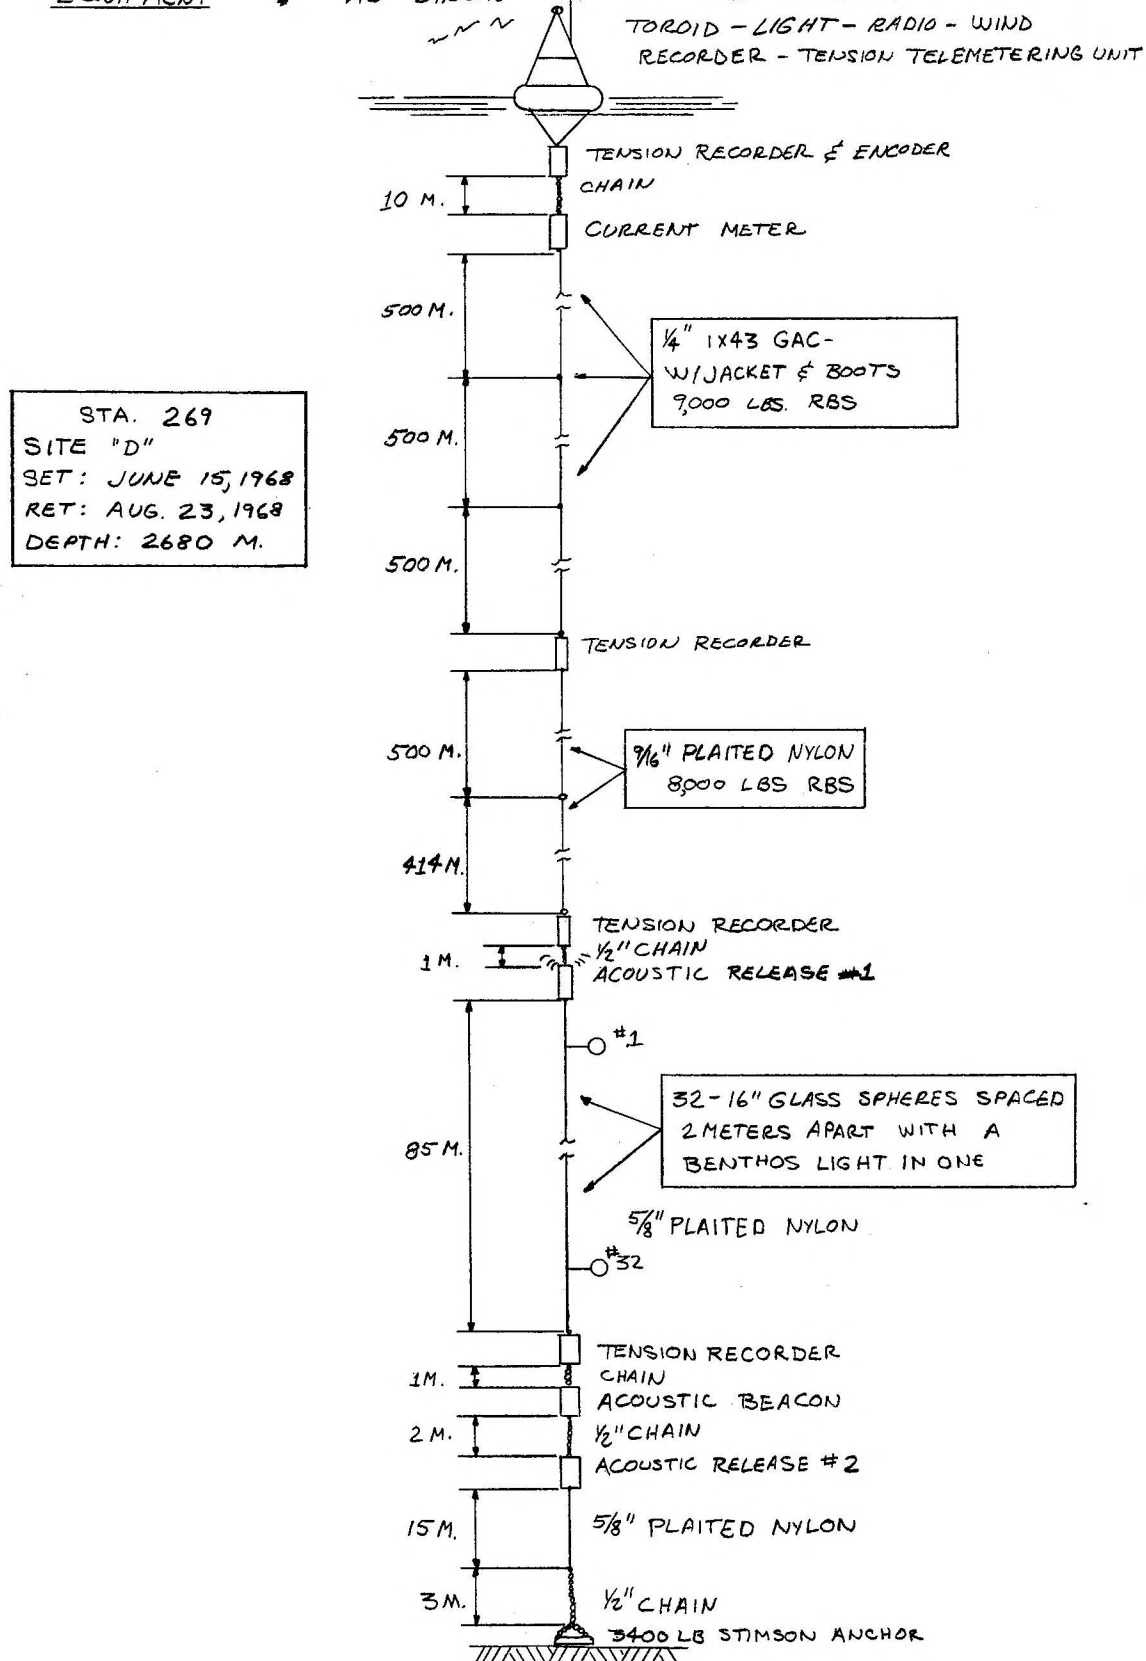 TOROID - LIGHT - RADIO - WIND
RECORDER - TENSION TELEMETERING UNIT
TENSION RECORDER & ENCODER
CHAIN
10 M.
CURRENT METER
500 M.
1/4" 1X43 GAC-
W/JACKET & BOOTS
9,000 LBS. RBS
STA. 269
SITE "D"
SET: JUNE 15, 1968
RET: AUG. 23, 1968
DEPTH: 2680 M.
500 M.
500 M.
TENSION RECORDER
500 M.
9/16" PLAITED NYLON
8,000 LBS RBS
414 M.
TENSION RECORDER
1/2" CHAIN
1 M.
ACOUSTIC RELEASE #1
#1
32-16" GLASS SPHERES SPACED
2 METERS APART WITH A
BENTHOS LIGHT IN ONE
85 M.
5/8" PLAITED NYLON
#32
TENSION RECORDER
CHAIN
1 M.
ACOUSTIC BEACON
2 M.
1/2" CHAIN
ACOUSTIC RELEASE #2
15 M.
5/8" PLAITED NYLON
3 M.
1/2" CHAIN
3400 LB STIMSON ANCHOR